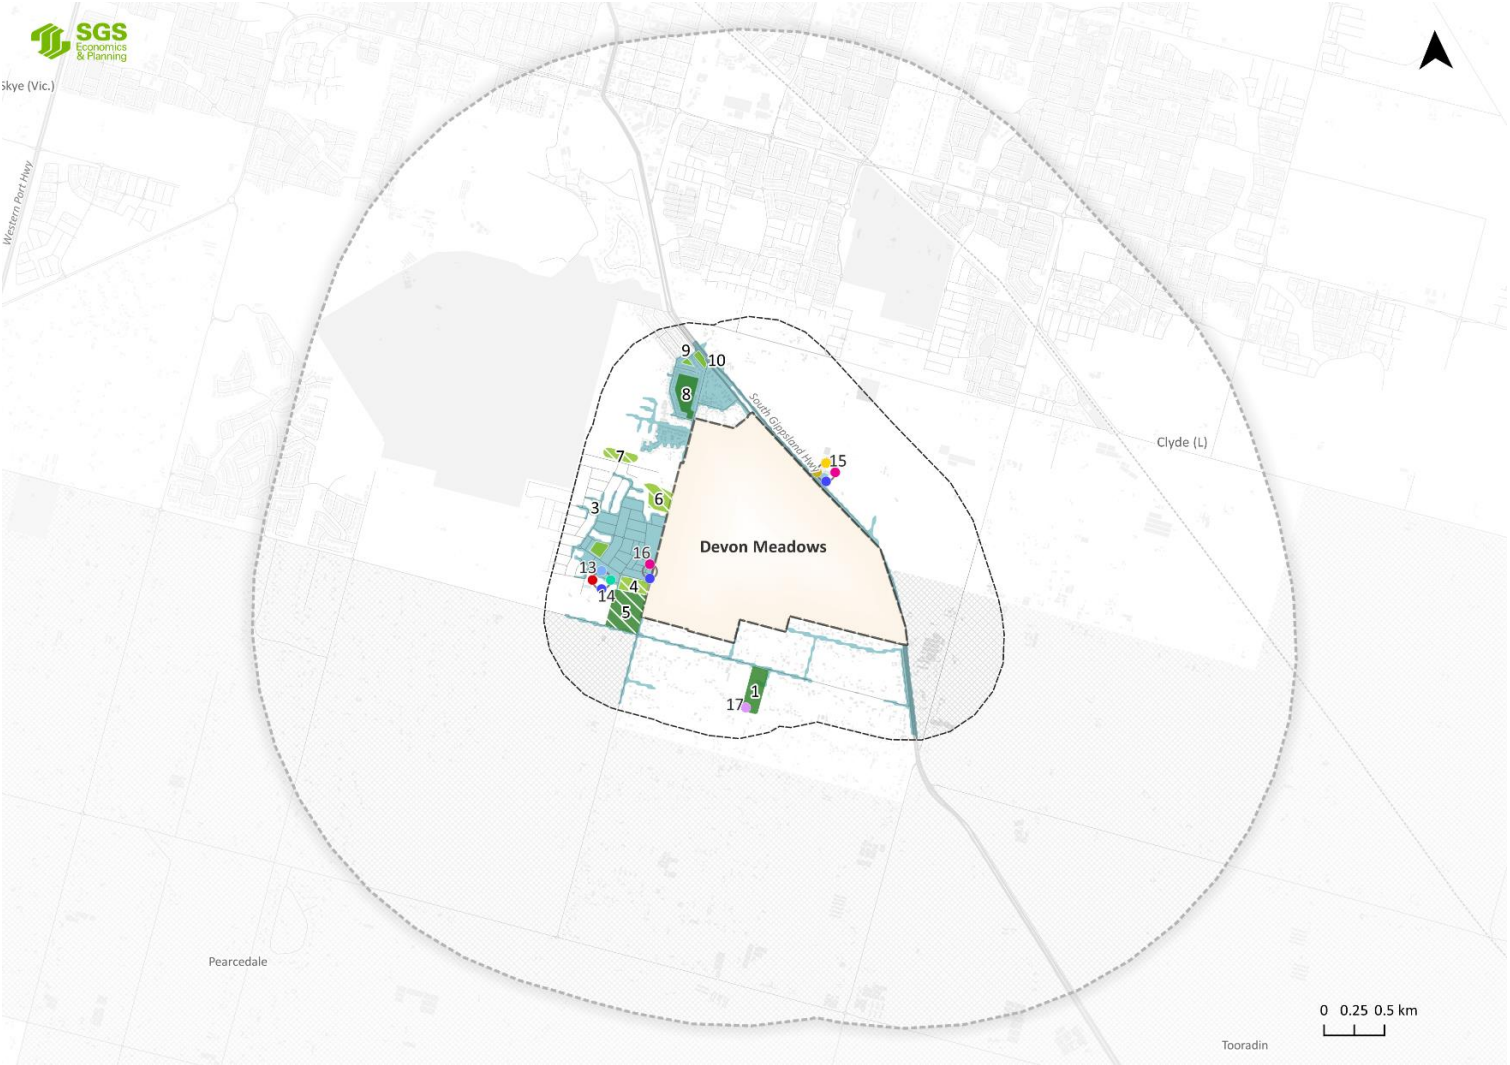 SGS
Economics
& Planning
Skye (Vic.)
Western Port Hwy
9
10
8
South Gippsland Hwy
Clyde (L)
7
15
6
3
Devon Meadows
16
13
4
14
5
1
17
Pearcedale
0 0.25 0.5 km
Tooradin